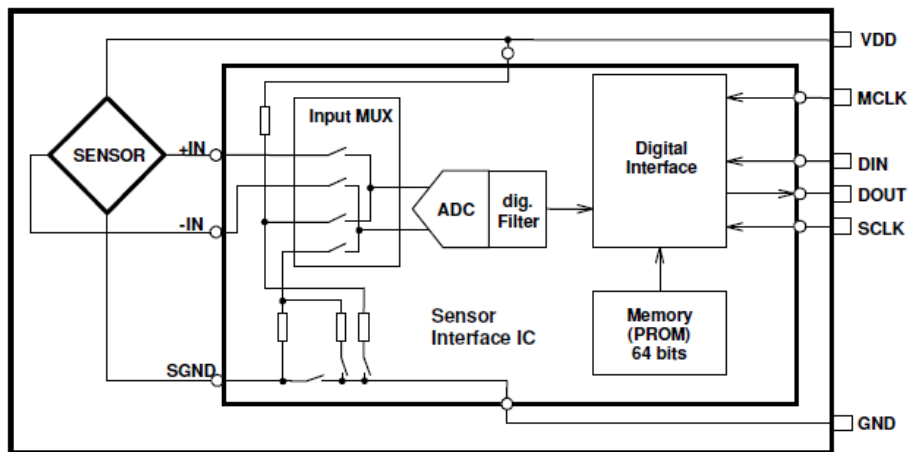 VDD
Input MUX
MCLK
SENSOR
+IN
Digital
Interface
DIN
ADC
dig.
Filter
DOUT
-IN
SCLK
Sensor
Interface IC
Memory
(PROM)
64 bits
SGND
GND